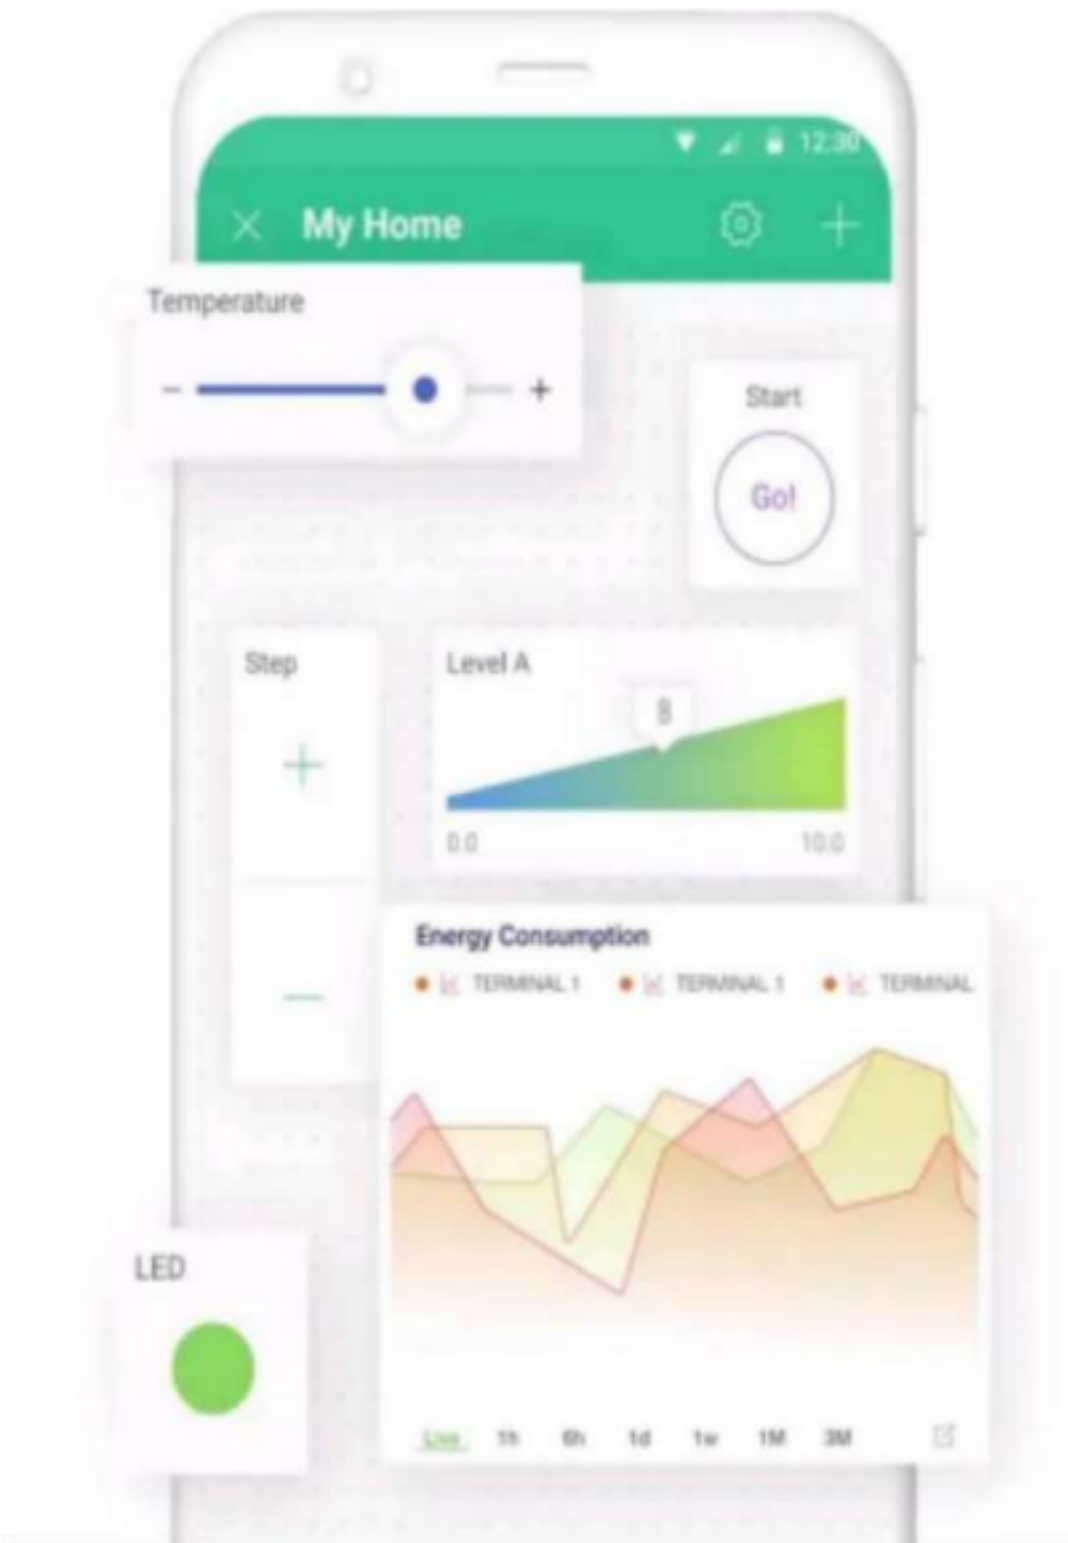 12:30
My Home
Temperature
- +
Start
Go!
Step
+
-
Level A
8
0.0 10.0
Energy Consumption
TERMINAL 1 TERMINAL 1 TERMINAL
LED
Live 1h 6h 1d 1w 1M 3M